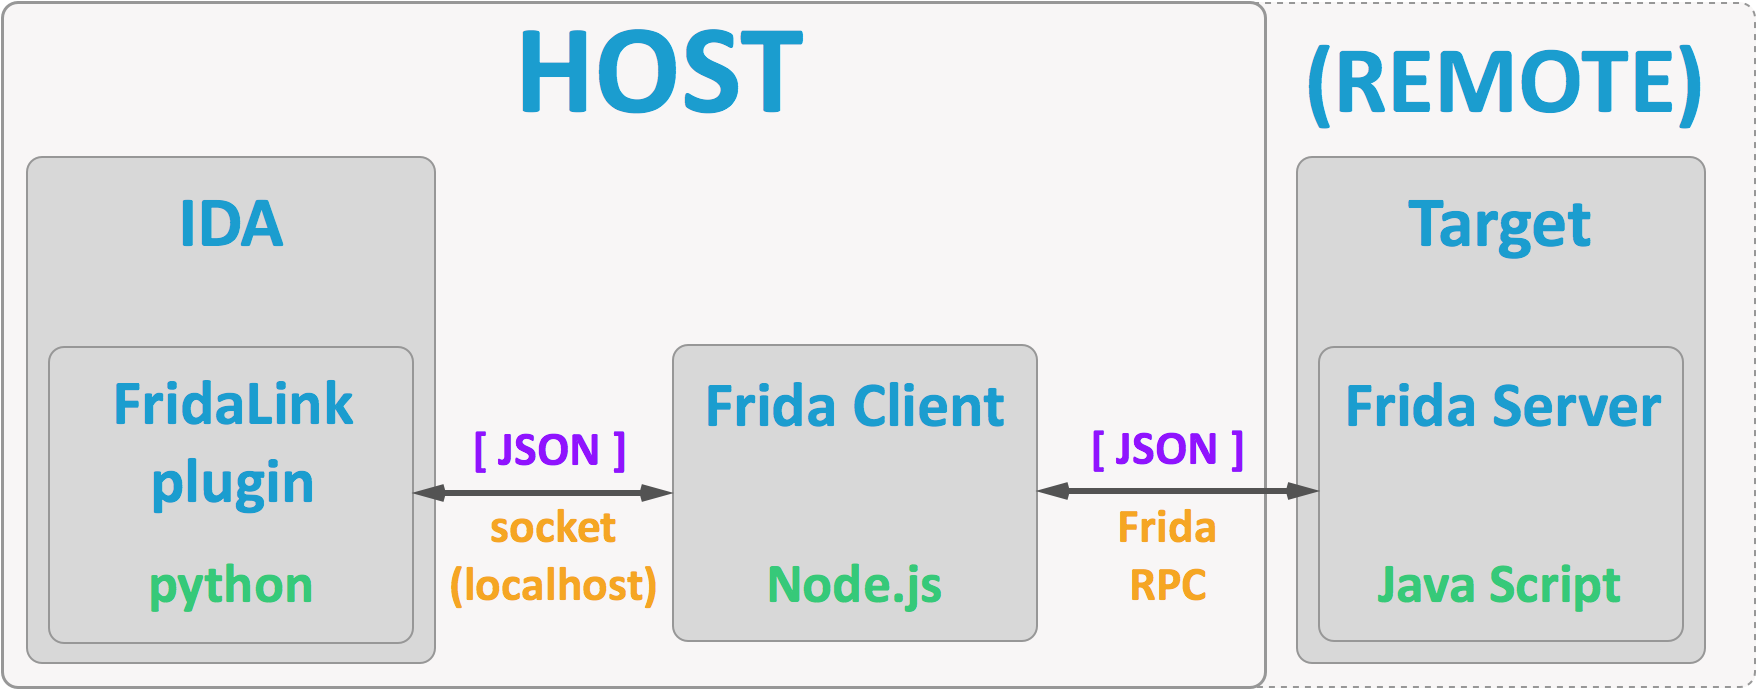 HOST
(REMOTE)
IDA
FridaLink
plugin
python
[ JSON ]
socket
(localhost)
Frida Client
Node.js
[ JSON ]
Frida
RPC
Target
Frida Server
Java Script